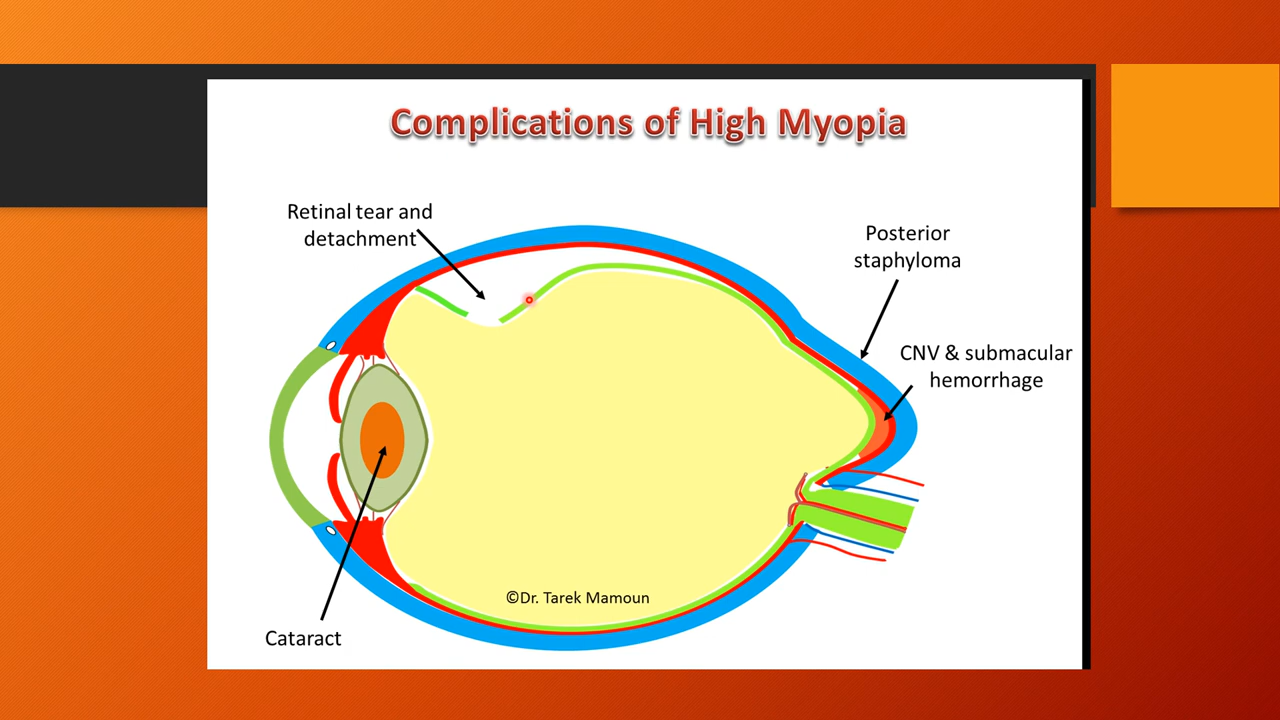 Complications of High Myopia
Retinal tear and
detachment
Posterior
staphyloma
CNV & submacular
hemorrhage
©Dr. Tarek Mamoun
Cataract